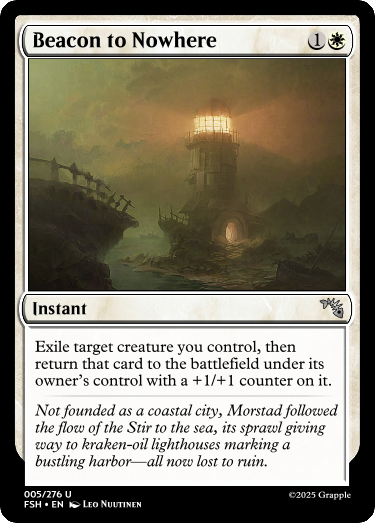 Beacon to Nowhere 1
Instant
Exile target creature you control, then
return that card to the battlefield under its
owner's control with a +1/+1 counter on it.
Not founded as a coastal city, Morstad followed
the flow of the Stir to the sea, its sprawl giving
way to kraken-oil lighthouses marking a
bustling harbor—all now lost to ruin.
005/276 U
FSH • EN Leo Nuutinen
©2025 Grapple